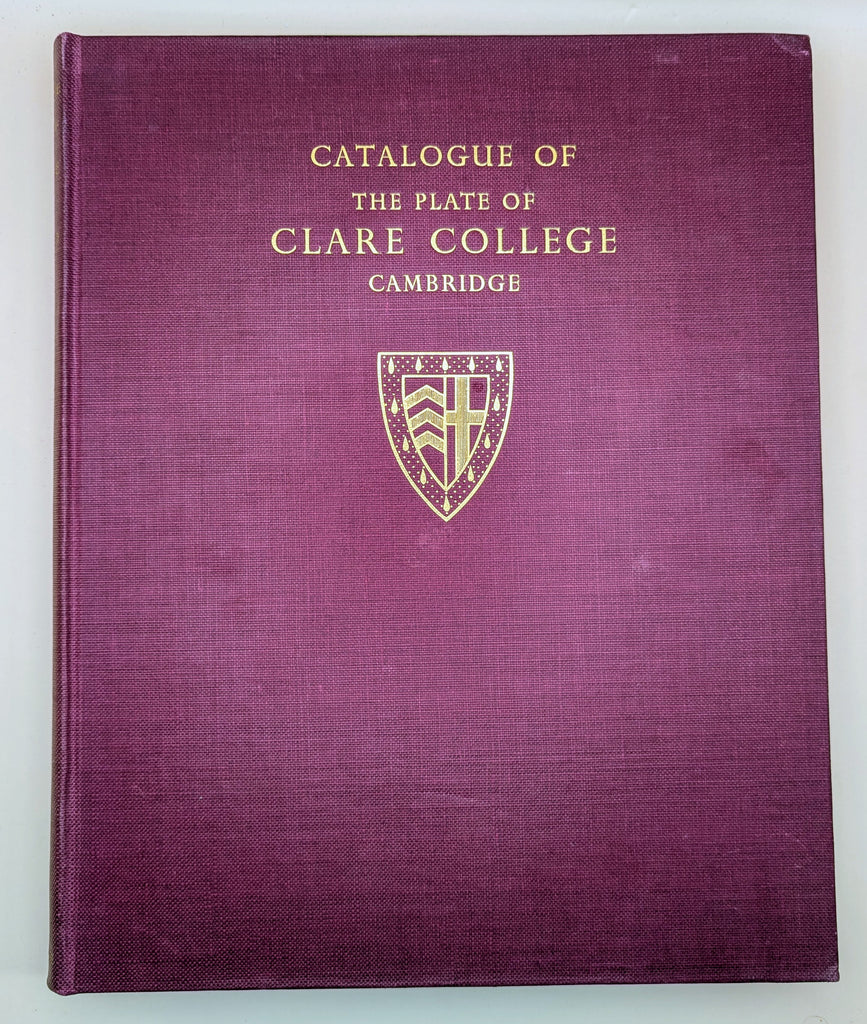 CATALOGUE OF
THE PLATE OF
CLARE COLLEGE
CAMBRIDGE